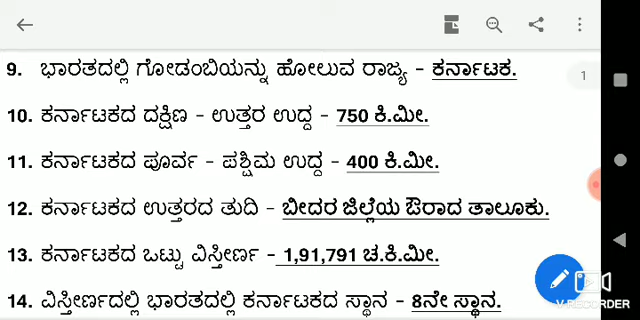 9. ಭಾರತದಲ್ಲಿ ಗೋಡಂಬಿಯನ್ನು ಹೋಲುವ ರಾಜ್ಯ - ಕರ್ನಾಟಕ.
1
10. ಕರ್ನಾಟಕದ ದಕ್ಷಿಣ - ಉತ್ತರ ಉದ್ದ - 750 ಕಿ.ಮೀ.
11. ಕರ್ನಾಟಕದ ಪೂರ್ವ - ಪಶ್ಚಿಮ ಉದ್ದ - 400 ಕಿ.ಮೀ.
12. ಕರ್ನಾಟಕದ ಉತ್ತರದ ತುದಿ - ಬೀದರ ಜಿಲ್ಲೆಯ ಔರಾದ ತಾಲೂಕು.
13. ಕರ್ನಾಟಕದ ಒಟ್ಟು ವಿಸ್ತೀರ್ಣ - 1,91,791 ಚ.ಕಿ.ಮೀ.
14. ವಿಸ್ತೀರ್ಣದಲ್ಲಿ ಭಾರತದಲ್ಲಿ ಕರ್ನಾಟಕದ ಸ್ಥಾನ - 8ನೇ ಸ್ಥಾನ.
V RECORDER